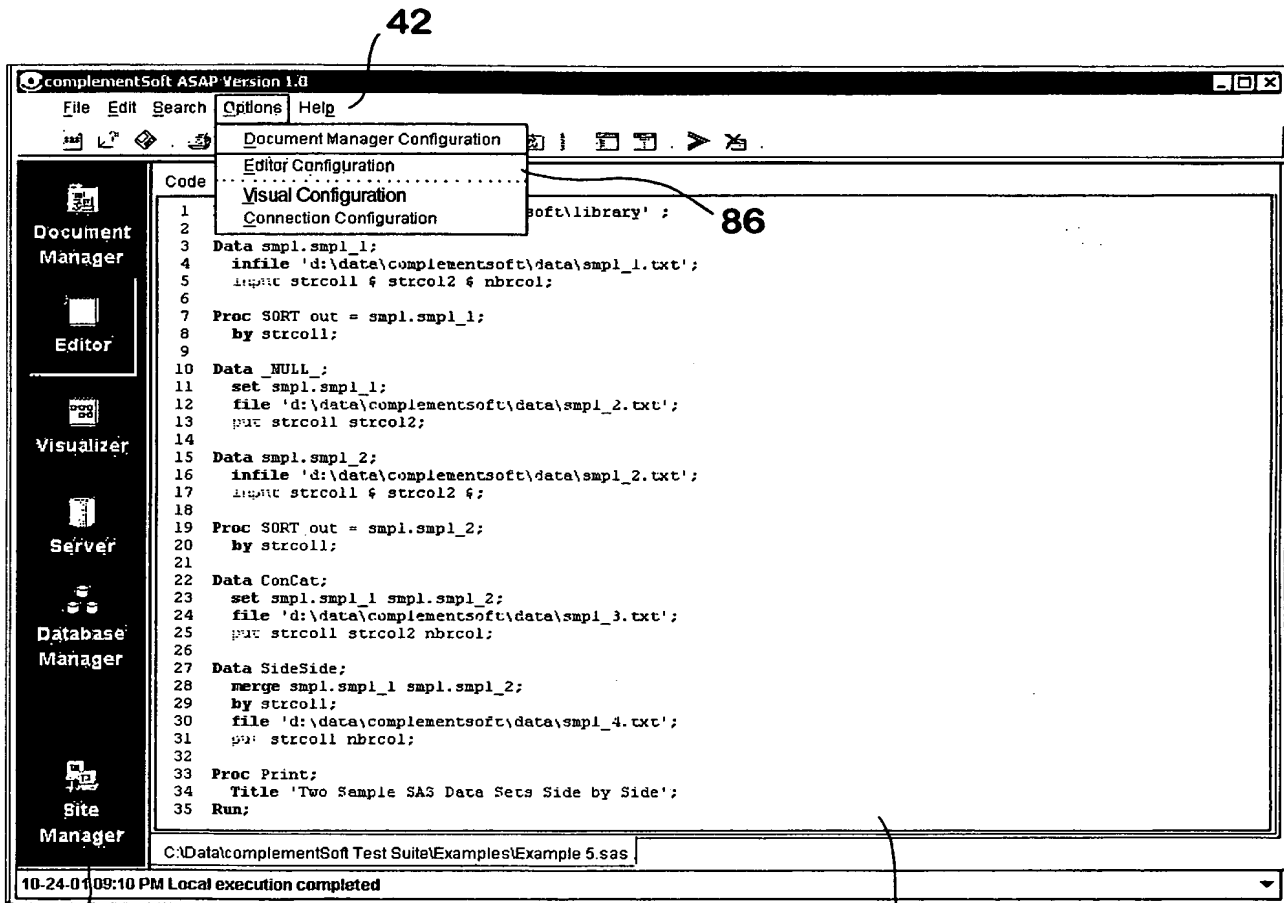 42
complementSoft ASAP Version 1.0
File Edit Search Options Help
Document Manager Configuration
Editor Configuration
Visual Configuration
Connection Configuration
86
Document Manager
Editor
Visualizer
Server
Database Manager
Site Manager
Code
1 soft\library' ;
2
3 Data smpl.smpl_1;
4 infile 'd:\data\complementsoft\data\smpl_1.txt';
5 input strcol1 $ strcol2 $ nbrcol;
6
7 Proc SORT out = smpl.smpl_1;
8 by strcol1;
9
10 Data _NULL_;
11 set smpl.smpl_1;
12 file 'd:\data\complementsoft\data\smpl_2.txt';
13 put strcol1 strcol2;
14
15 Data smpl.smpl_2;
16 infile 'd:\data\complementsoft\data\smpl_2.txt';
17 input strcol1 $ strcol2 $;
18
19 Proc SORT out = smpl.smpl_2;
20 by strcol1;
21
22 Data ConCat;
23 set smpl.smpl_1 smpl.smpl_2;
24 file 'd:\data\complementsoft\data\smpl_3.txt';
25 put strcol1 strcol2 nbrcol;
26
27 Data SideSide;
28 merge smpl.smpl_1 smpl.smpl_2;
29 by strcol1;
30 file 'd:\data\complementsoft\data\smpl_4.txt';
31 put strcol1 nbrcol;
32
33 Proc Print;
34 Title 'Two Sample SAS Data Sets Side by Side';
35 Run;
C:\Data\complementSoft Test Suite\Examples\Example 5.sas
10-24-01 09:10 PM Local execution completed